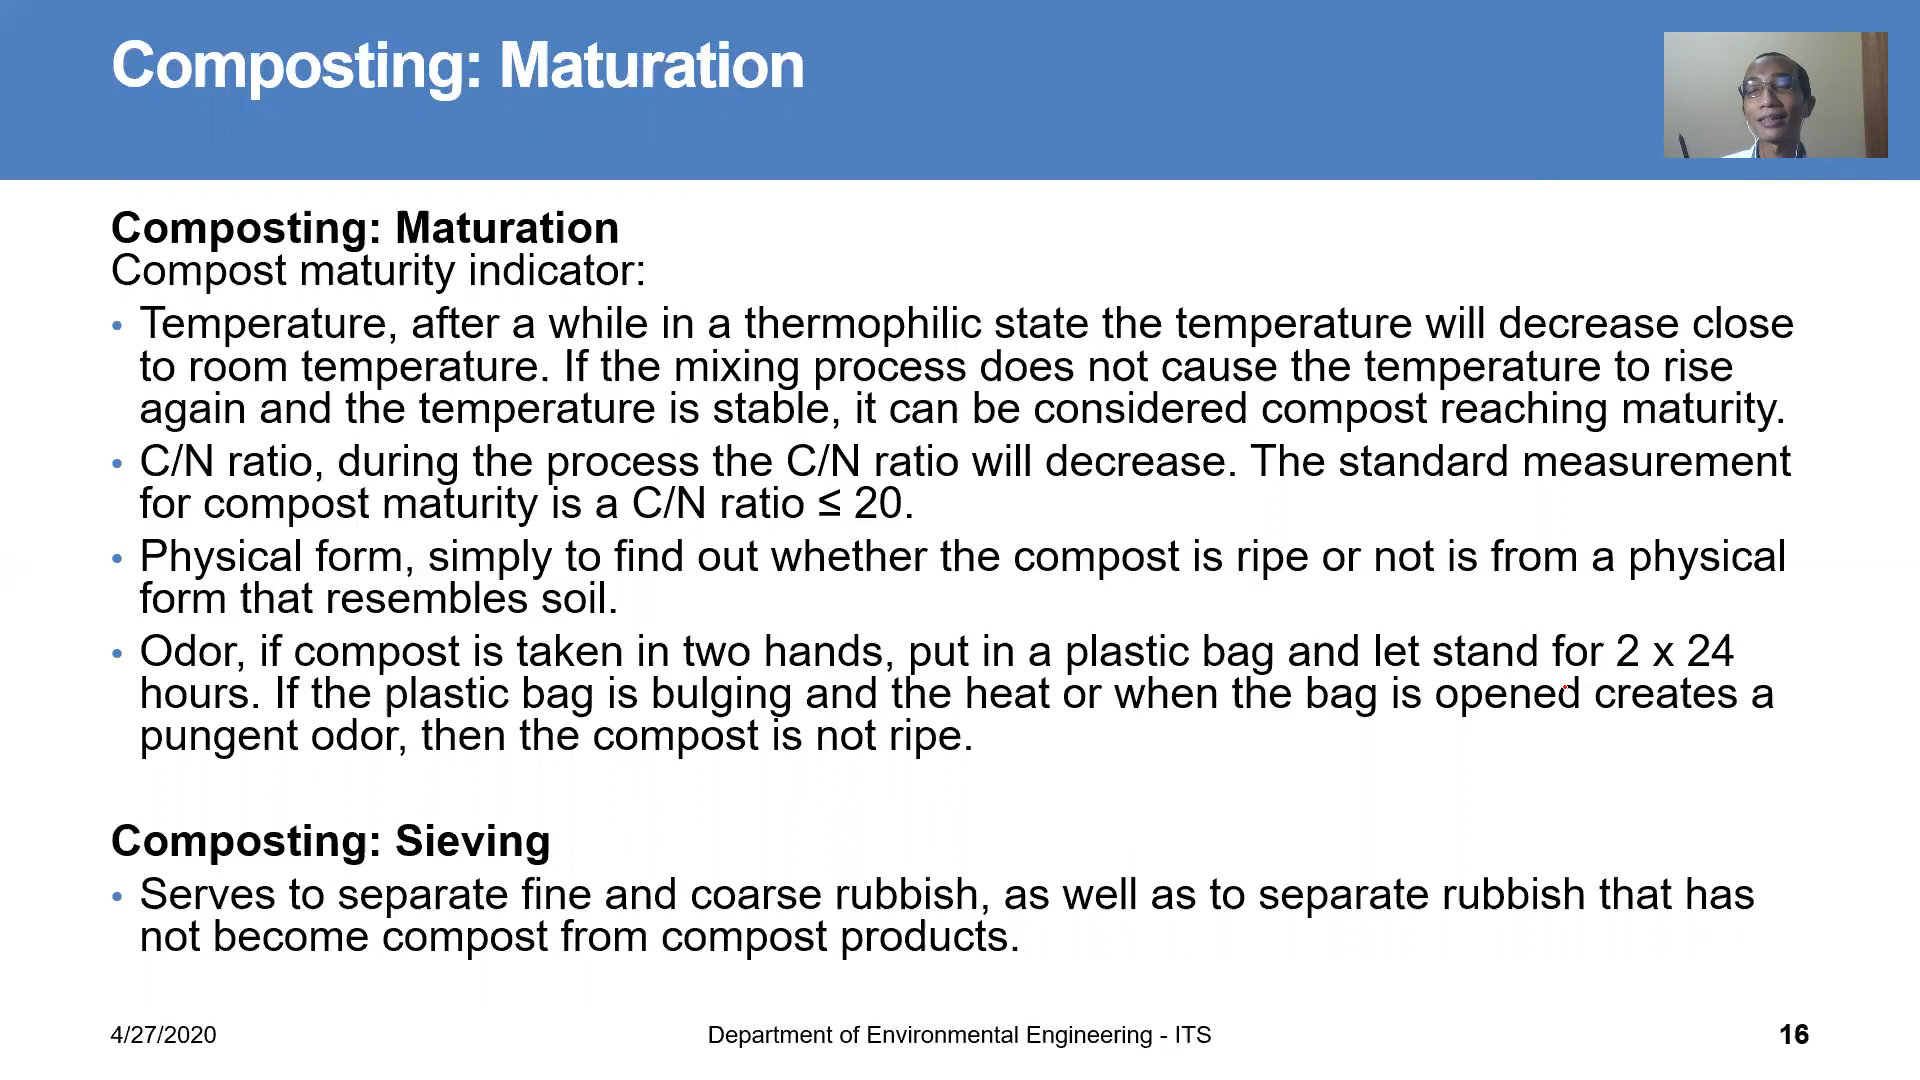 Composting: Maturation
Composting: Maturation
Compost maturity indicator:
• Temperature, after a while in a thermophilic state the temperature will decrease close
to room temperature. If the mixing process does not cause the temperature to rise
again and the temperature is stable, it can be considered compost reaching maturity.
• C/N ratio, during the process the C/N ratio will decrease. The standard measurement
for compost maturity is a C/N ratio ≤ 20.
• Physical form, simply to find out whether the compost is ripe or not is from a physical
form that resembles soil.
• Odor, if compost is taken in two hands, put in a plastic bag and let stand for 2 x 24
hours. If the plastic bag is bulging and the heat or when the bag is opened creates a
pungent odor, then the compost is not ripe.
Composting: Sieving
• Serves to separate fine and coarse rubbish, as well as to separate rubbish that has
not become compost from compost products.
4/27/2020
Department of Environmental Engineering - ITS
16